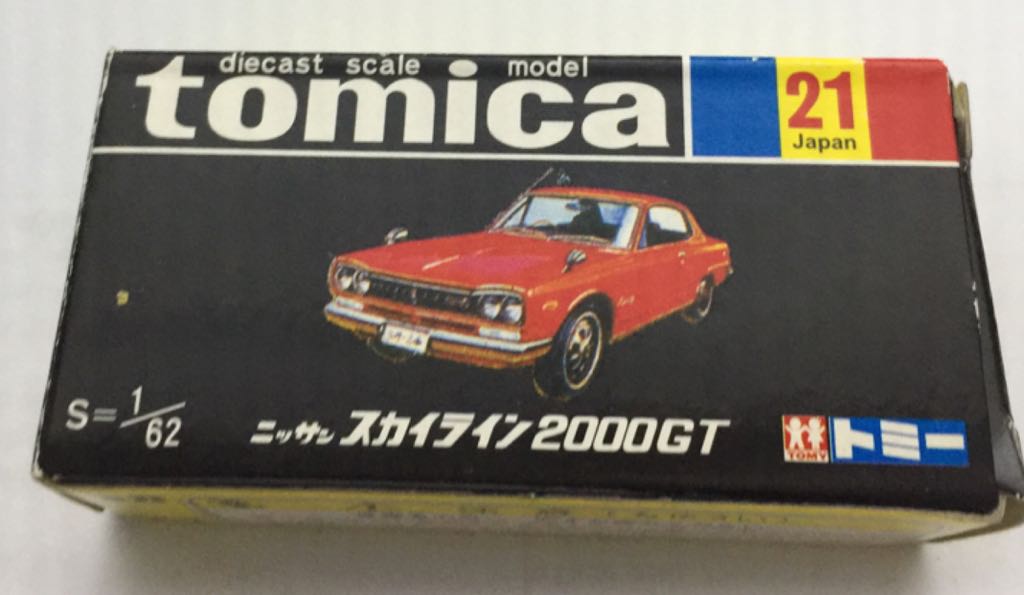 diecast scale model
tomica
21
Japan
S=1/62
ニッサン スカイライン2000GT
TOMY
トミー